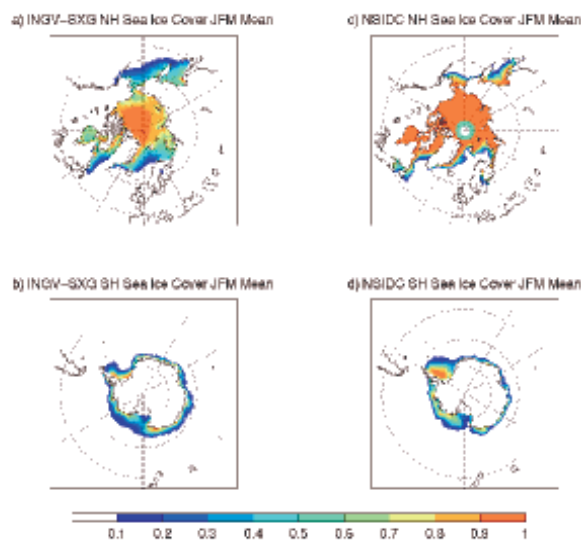 a) INGV-SXG NH Sea Ice Cover JFM Mean
c) NSIDC NH Sea Ice Cover JFM Mean
b) INGV-SXG SH Sea Ice Cover JFM Mean
d) NSIDC SH Sea Ice Cover JFM Mean
0.1 0.2 0.3 0.4 0.5 0.6 0.7 0.8 0.9 1